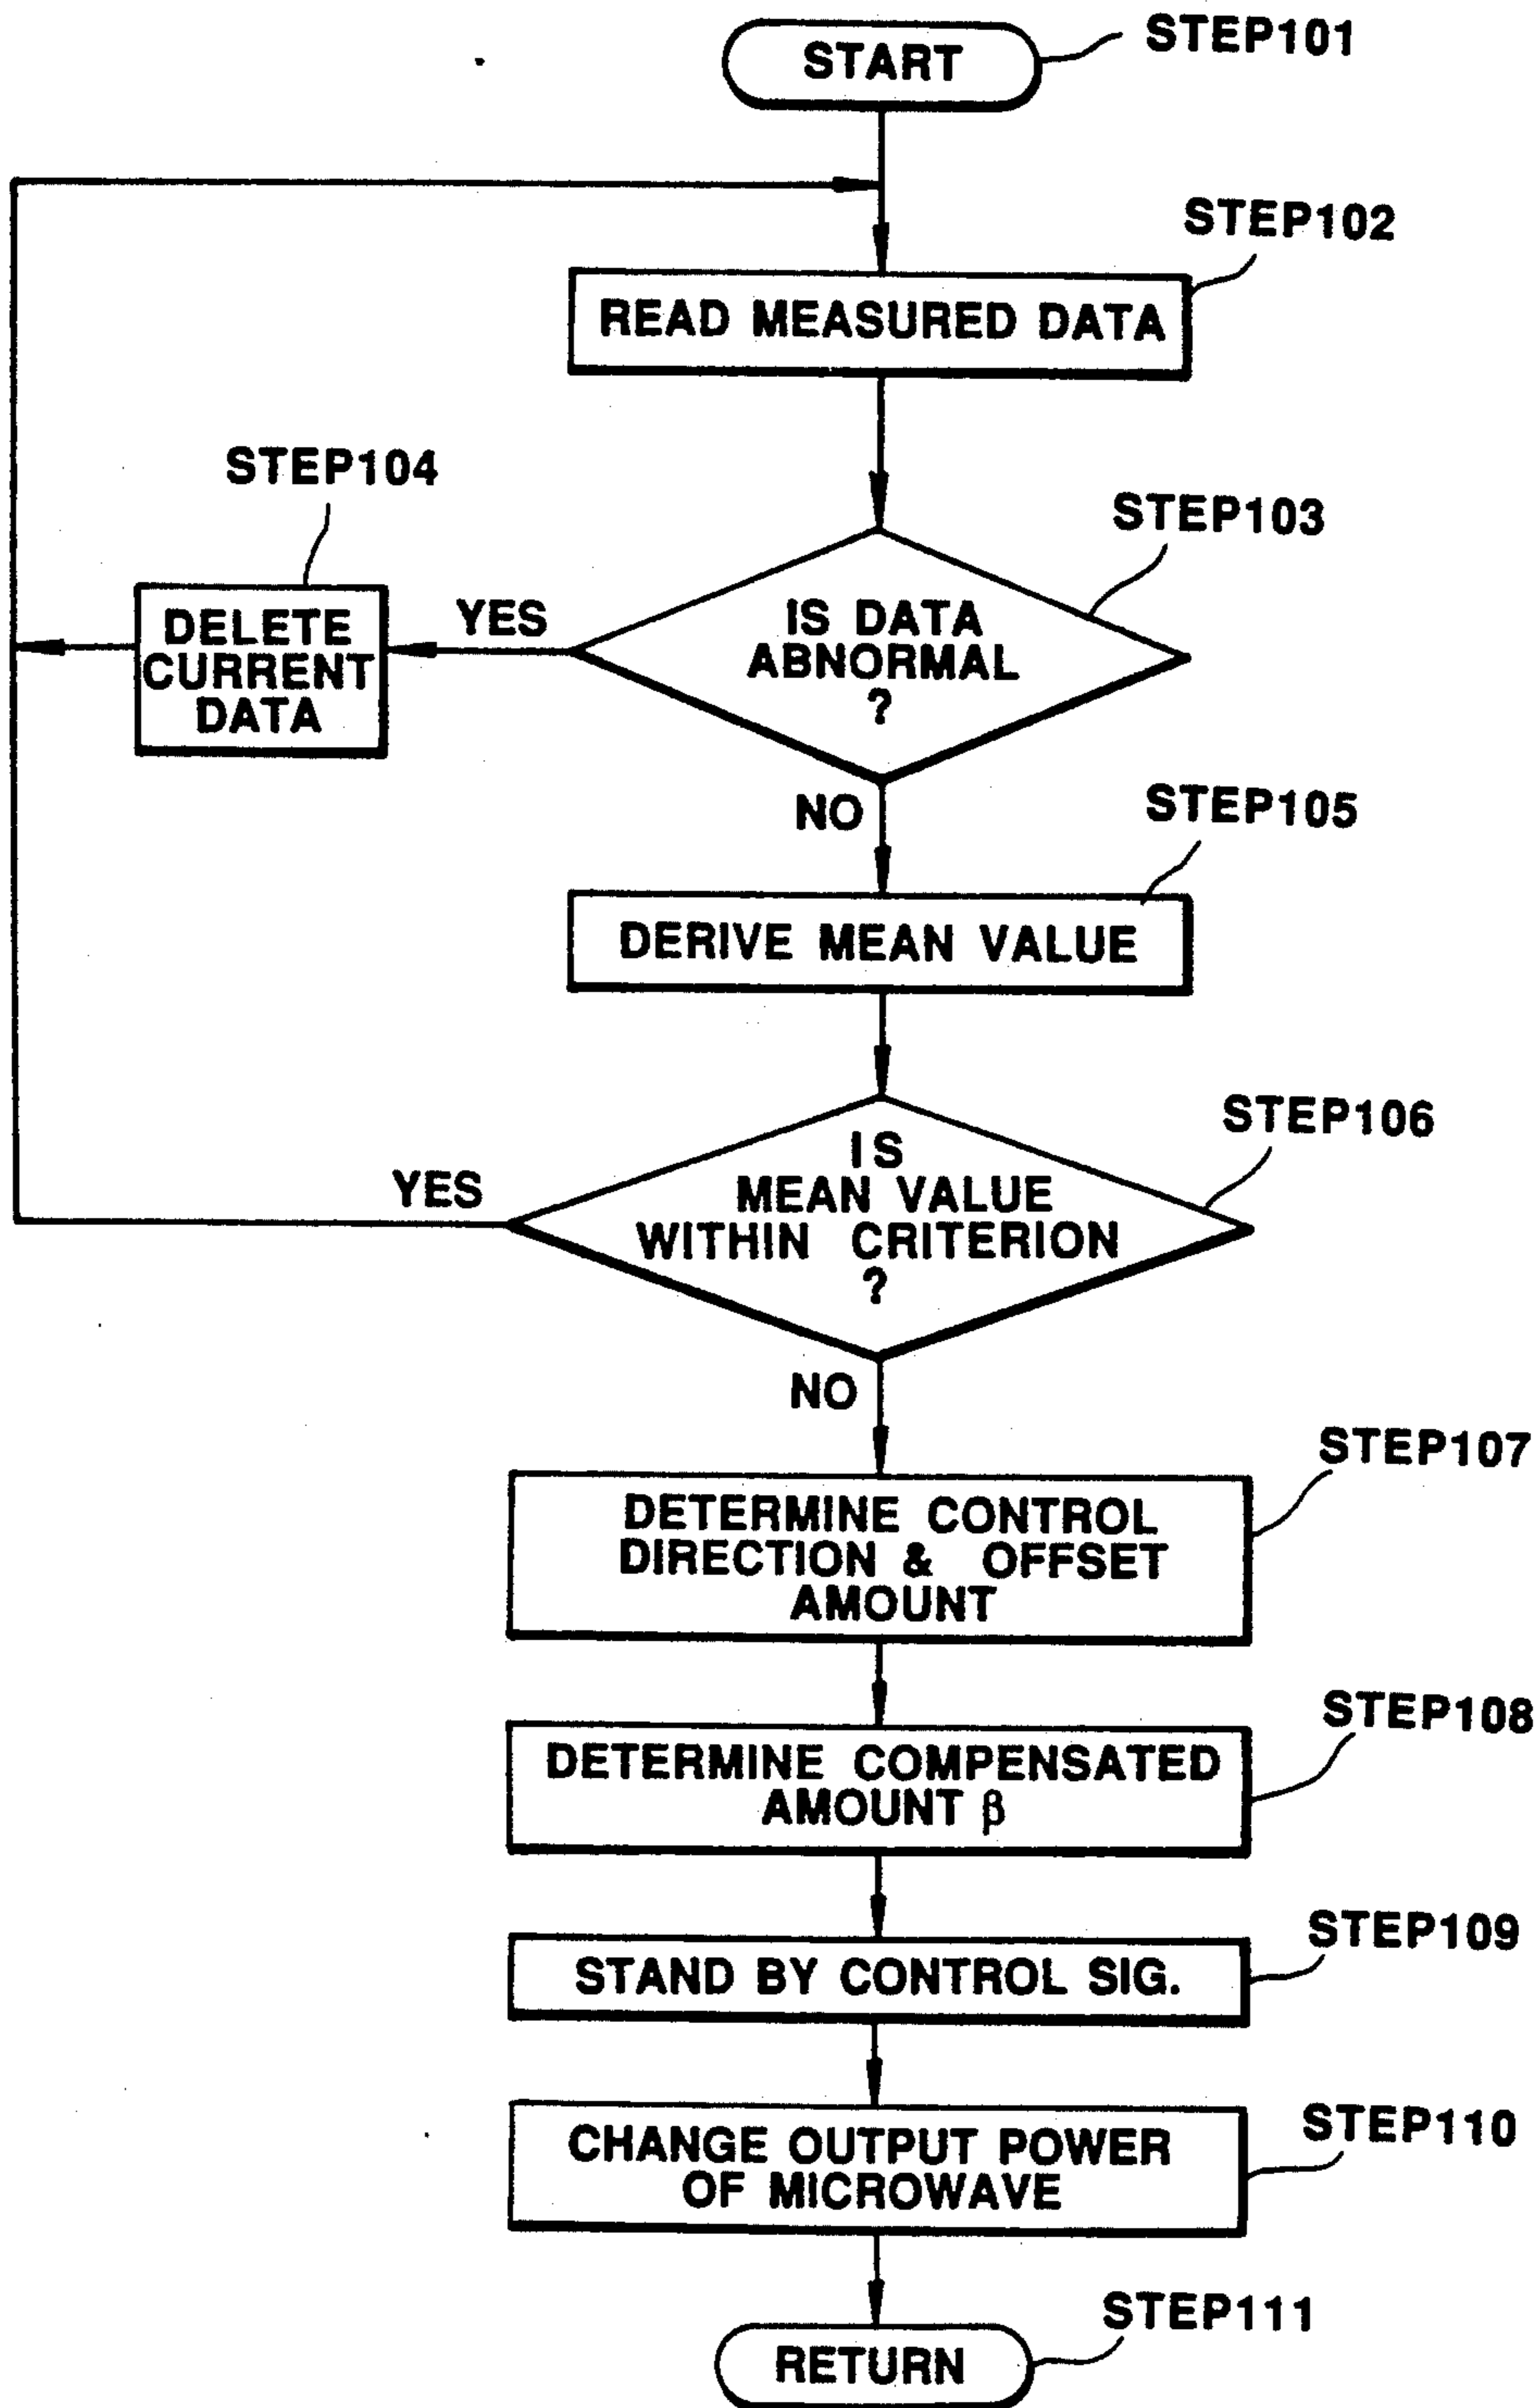 STEP101
START
STEP102
READ MEASURED DATA
STEP104
STEP103
DELETE
CURRENT
DATA
YES
IS DATA
ABNORMAL
?
NO
STEP105
DERIVE MEAN VALUE
STEP106
YES
IS
MEAN VALUE
WITHIN CRITERION
?
NO
STEP107
DETERMINE CONTROL
DIRECTION & OFFSET
AMOUNT
STEP108
DETERMINE COMPENSATED
AMOUNT β
STEP109
STAND BY CONTROL SIG.
STEP110
CHANGE OUTPUT POWER
OF MICROWAVE
STEP111
RETURN